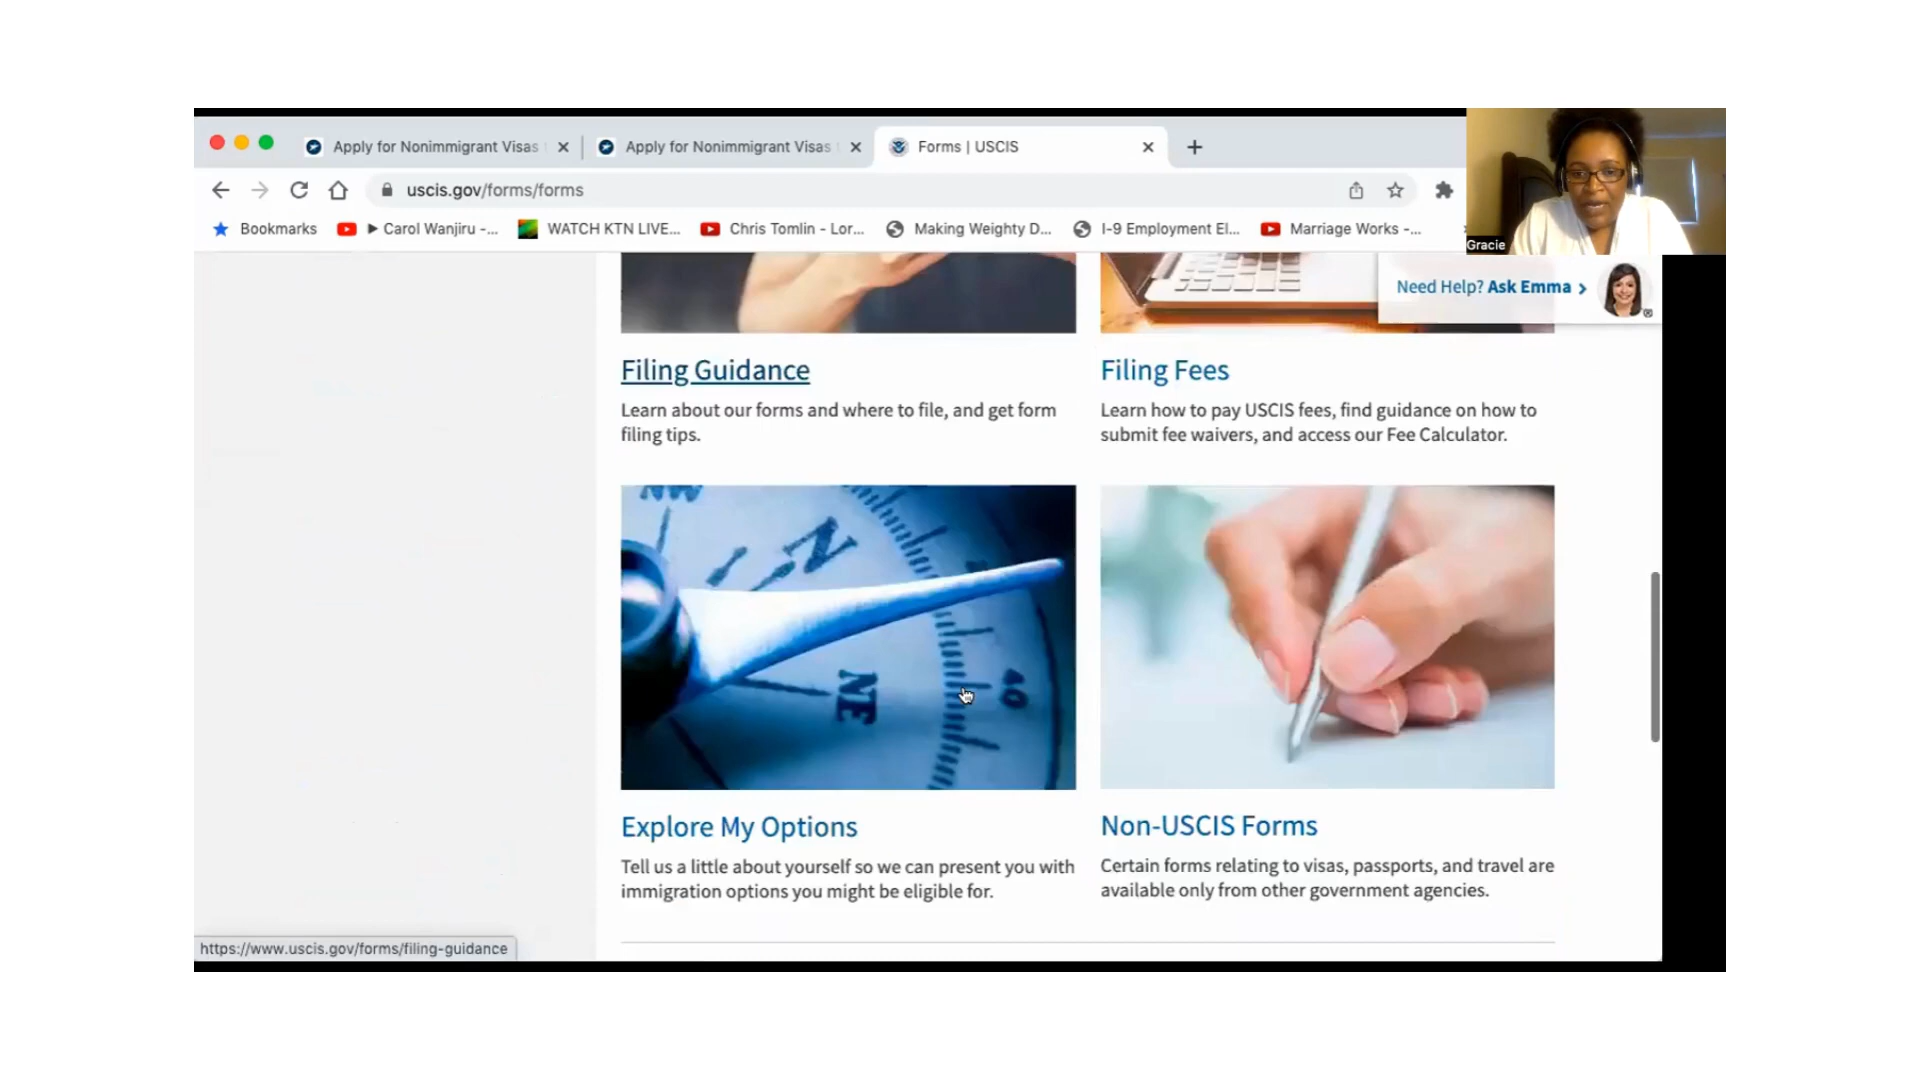 Apply for Nonimmigrant Visas
Apply for Nonimmigrant Visas
Forms | USCIS
uscis.gov/forms/forms
Bookmarks
Carol Wanjiru -...
WATCH KTN LIVE...
Chris Tomlin - Lor...
Making Weighty D...
I-9 Employment El...
Marriage Works -...
Gracie
Need Help? Ask Emma >
Filing Guidance
Learn about our forms and where to file, and get form
filing tips.
Filing Fees
Learn how to pay USCIS fees, find guidance on how to
submit fee waivers, and access our Fee Calculator.
NW
N
NE
40
Explore My Options
Tell us a little about yourself so we can present you with
immigration options you might be eligible for.
Non-USCIS Forms
Certain forms relating to visas, passports, and travel are
available only from other government agencies.
https://www.uscis.gov/forms/filing-guidance